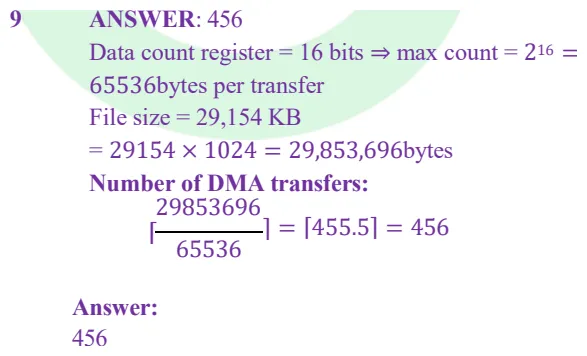 9 ANSWER: 456
Data count register = 16 bits ⇒ max count = 2¹⁶ =
65536bytes per transfer
File size = 29,154 KB
= 29154 × 1024 = 29,853,696bytes
Number of DMA transfers:
⌈29853696/65536⌉ = ⌈455.5⌉ = 456
Answer:
456